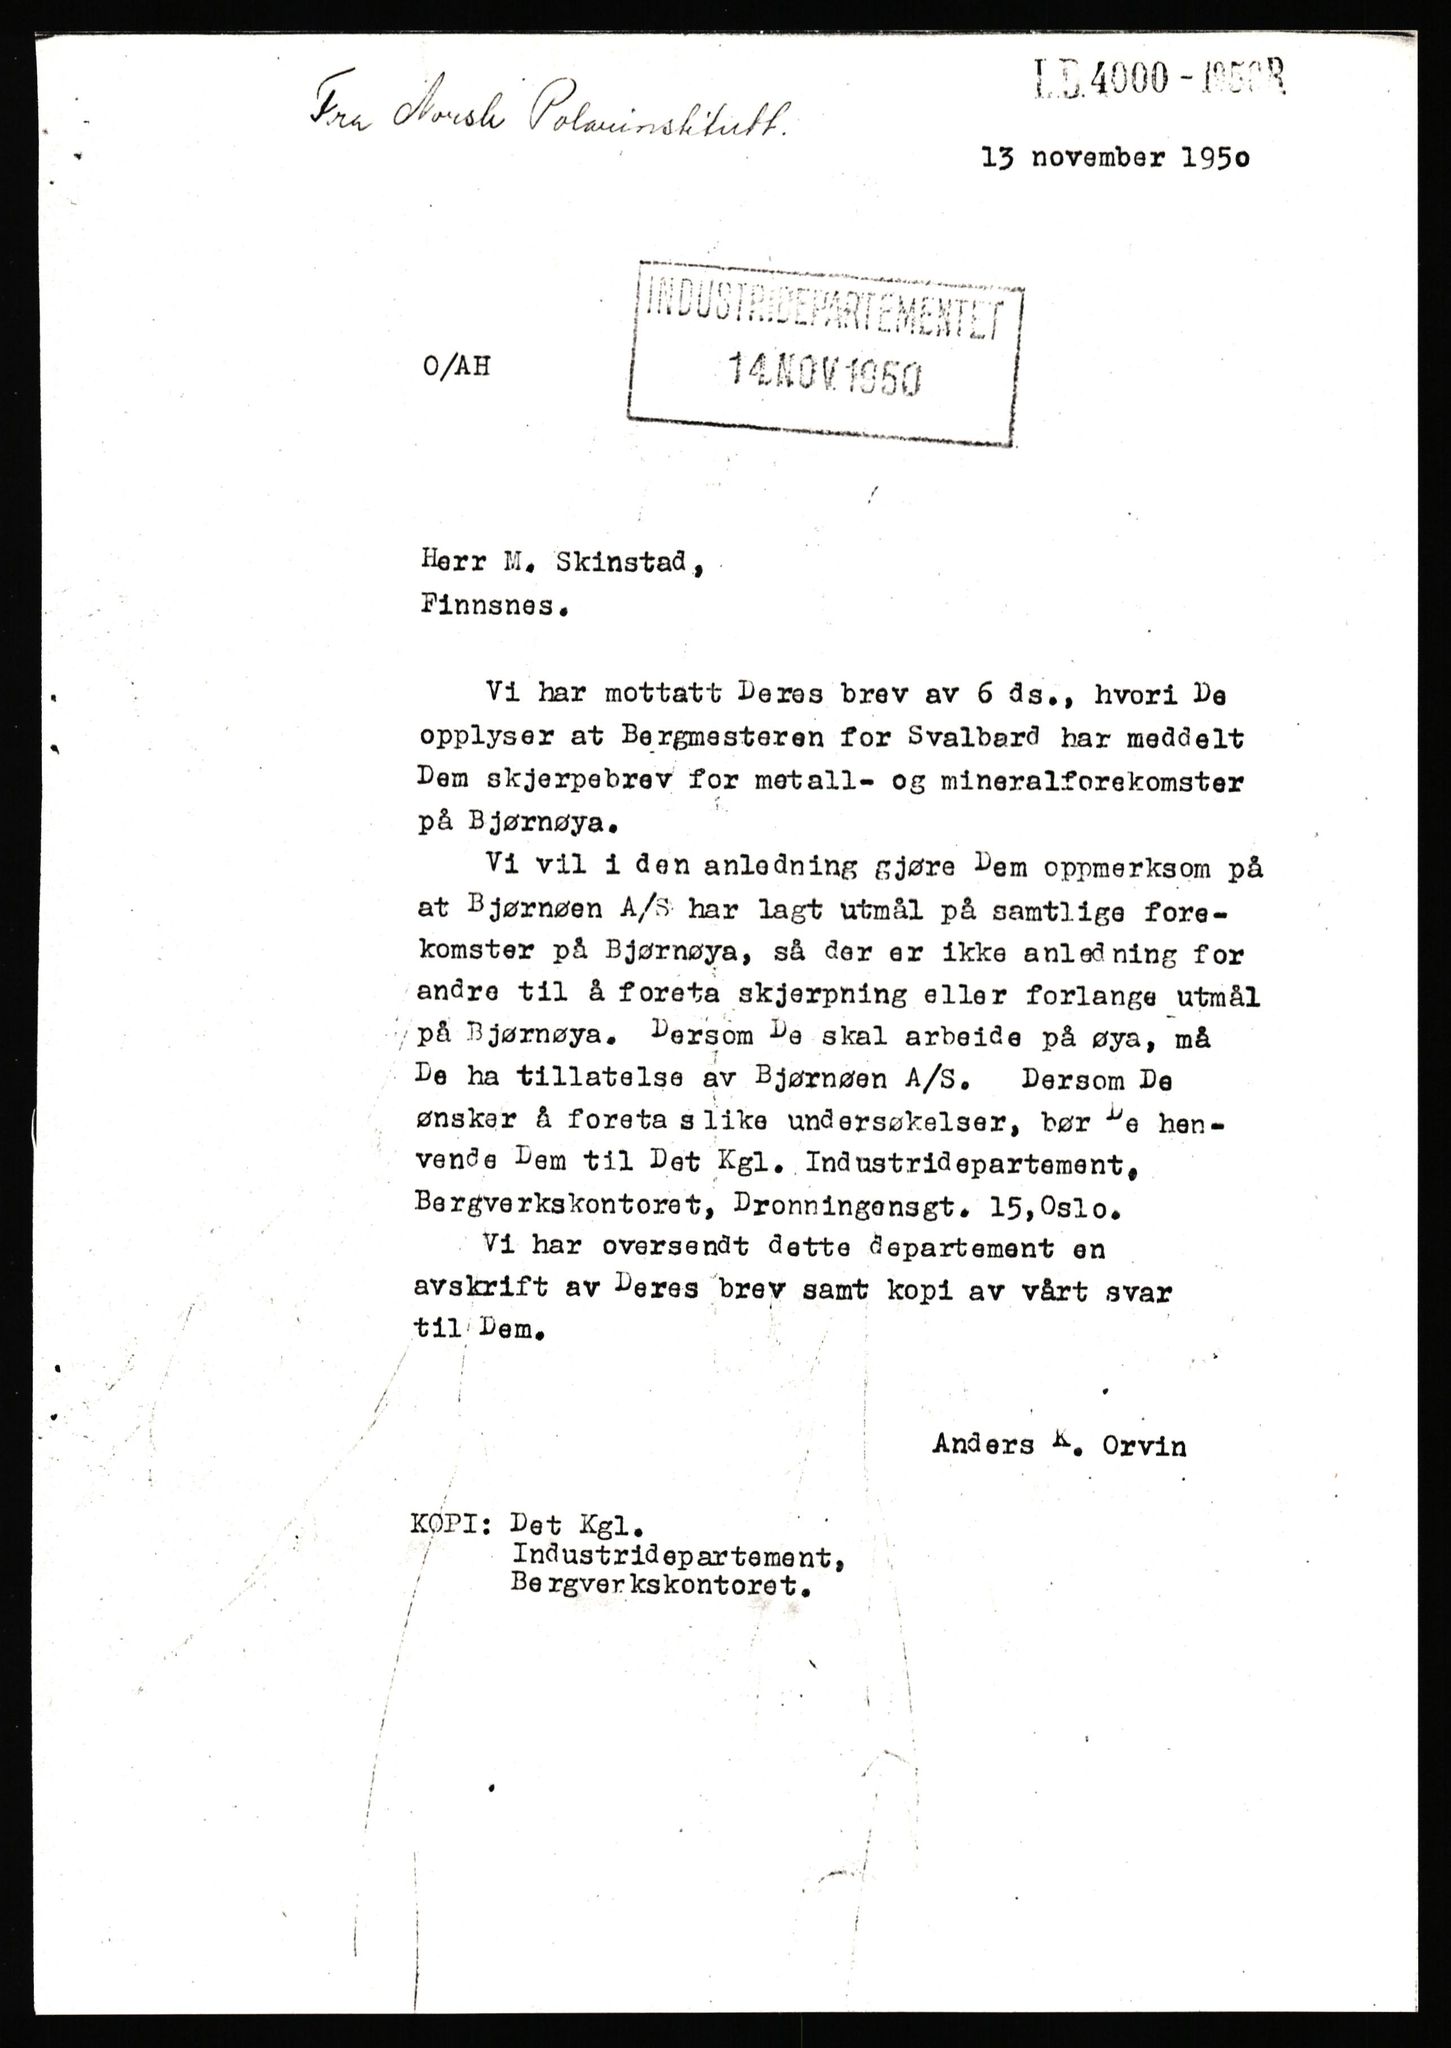 Fra Norsk Polarinstitutt.
I.D. 4000 - 1950 B
13 november 1950
INDUSTRIDEPARTEMENTET
14. NOV. 1950
O/AH
Herr M. Skinstad,
Finnsnes.
Vi har mottatt Deres brev av 6 ds., hvori De
opplyser at Bergmesteren for Svalbard har meddelt
Dem skjerpebrev for metall- og mineralforekomster
på Bjørnøya.
Vi vil i den anledning gjøre Dem oppmerksom på
at Bjørnøen A/S har lagt utmål på samtlige fore-
komster på Bjørnøya, så der er ikke anledning for
andre til å foreta skjerpning eller forlange utmål
på Bjørnøya. Dersom De skal arbeide på øya, må
De ha tillatelse av Bjørnøen A/S. Dersom De
ønsker å foreta slike undersøkelser, bør De hen-
vende Dem til Det Kgl. Industridepartement,
Bergverkskontoret, Dronningensgt. 15, Oslo.
Vi har oversendt dette departement en
avskrift av Deres brev samt kopi av vårt svar
til Dem.
Anders K. Orvin
KOPI: Det Kgl.
Industridepartement,
Bergverkskontoret.